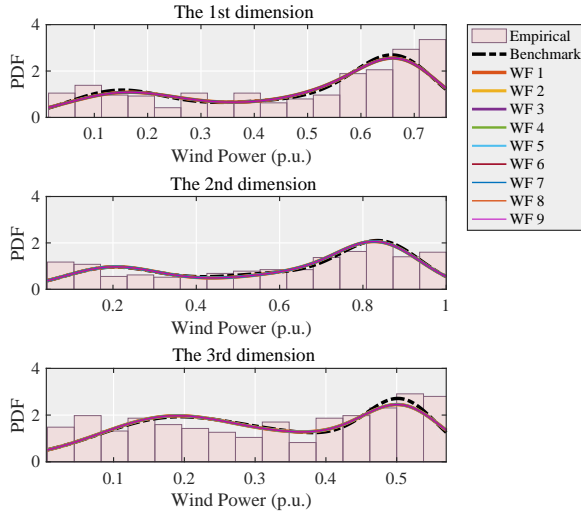 The 1st dimension
4
2
0
PDF
0.1 0.2 0.3 0.4 0.5 0.6 0.7
Wind Power (p.u.)
Empirical
Benchmark
WF 1
WF 2
WF 3
WF 4
WF 5
WF 6
WF 7
WF 8
WF 9
The 2nd dimension
4
2
0
PDF
0.2 0.4 0.6 0.8 1
Wind Power (p.u.)
The 3rd dimension
4
2
0
PDF
0.1 0.2 0.3 0.4 0.5
Wind Power (p.u.)